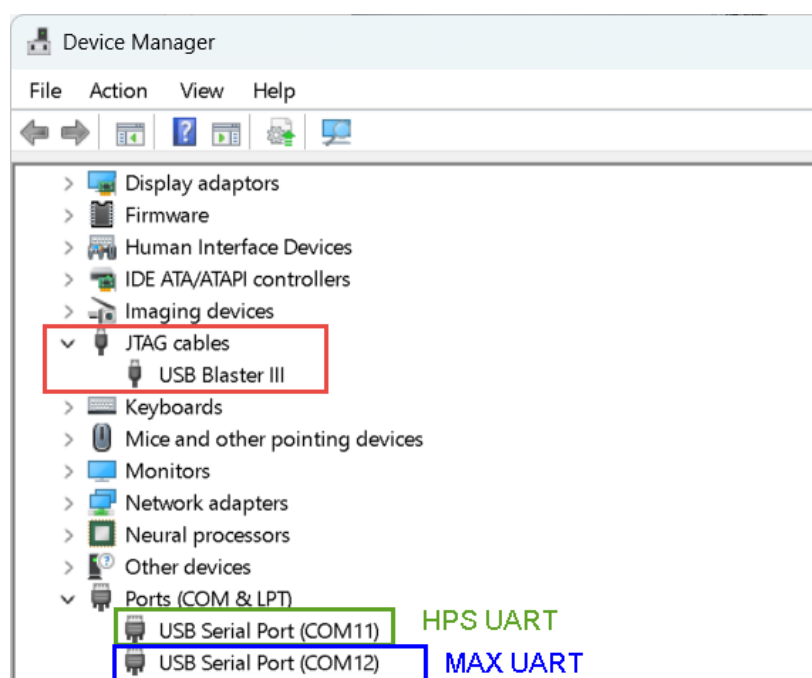 Device Manager
File Action View Help
Display adaptors
Firmware
Human Interface Devices
IDE ATA/ATAPI controllers
Imaging devices
JTAG cables
USB Blaster III
Keyboards
Mice and other pointing devices
Monitors
Network adapters
Neural processors
Other devices
Ports (COM & LPT)
USB Serial Port (COM11) HPS UART
USB Serial Port (COM12) MAX UART